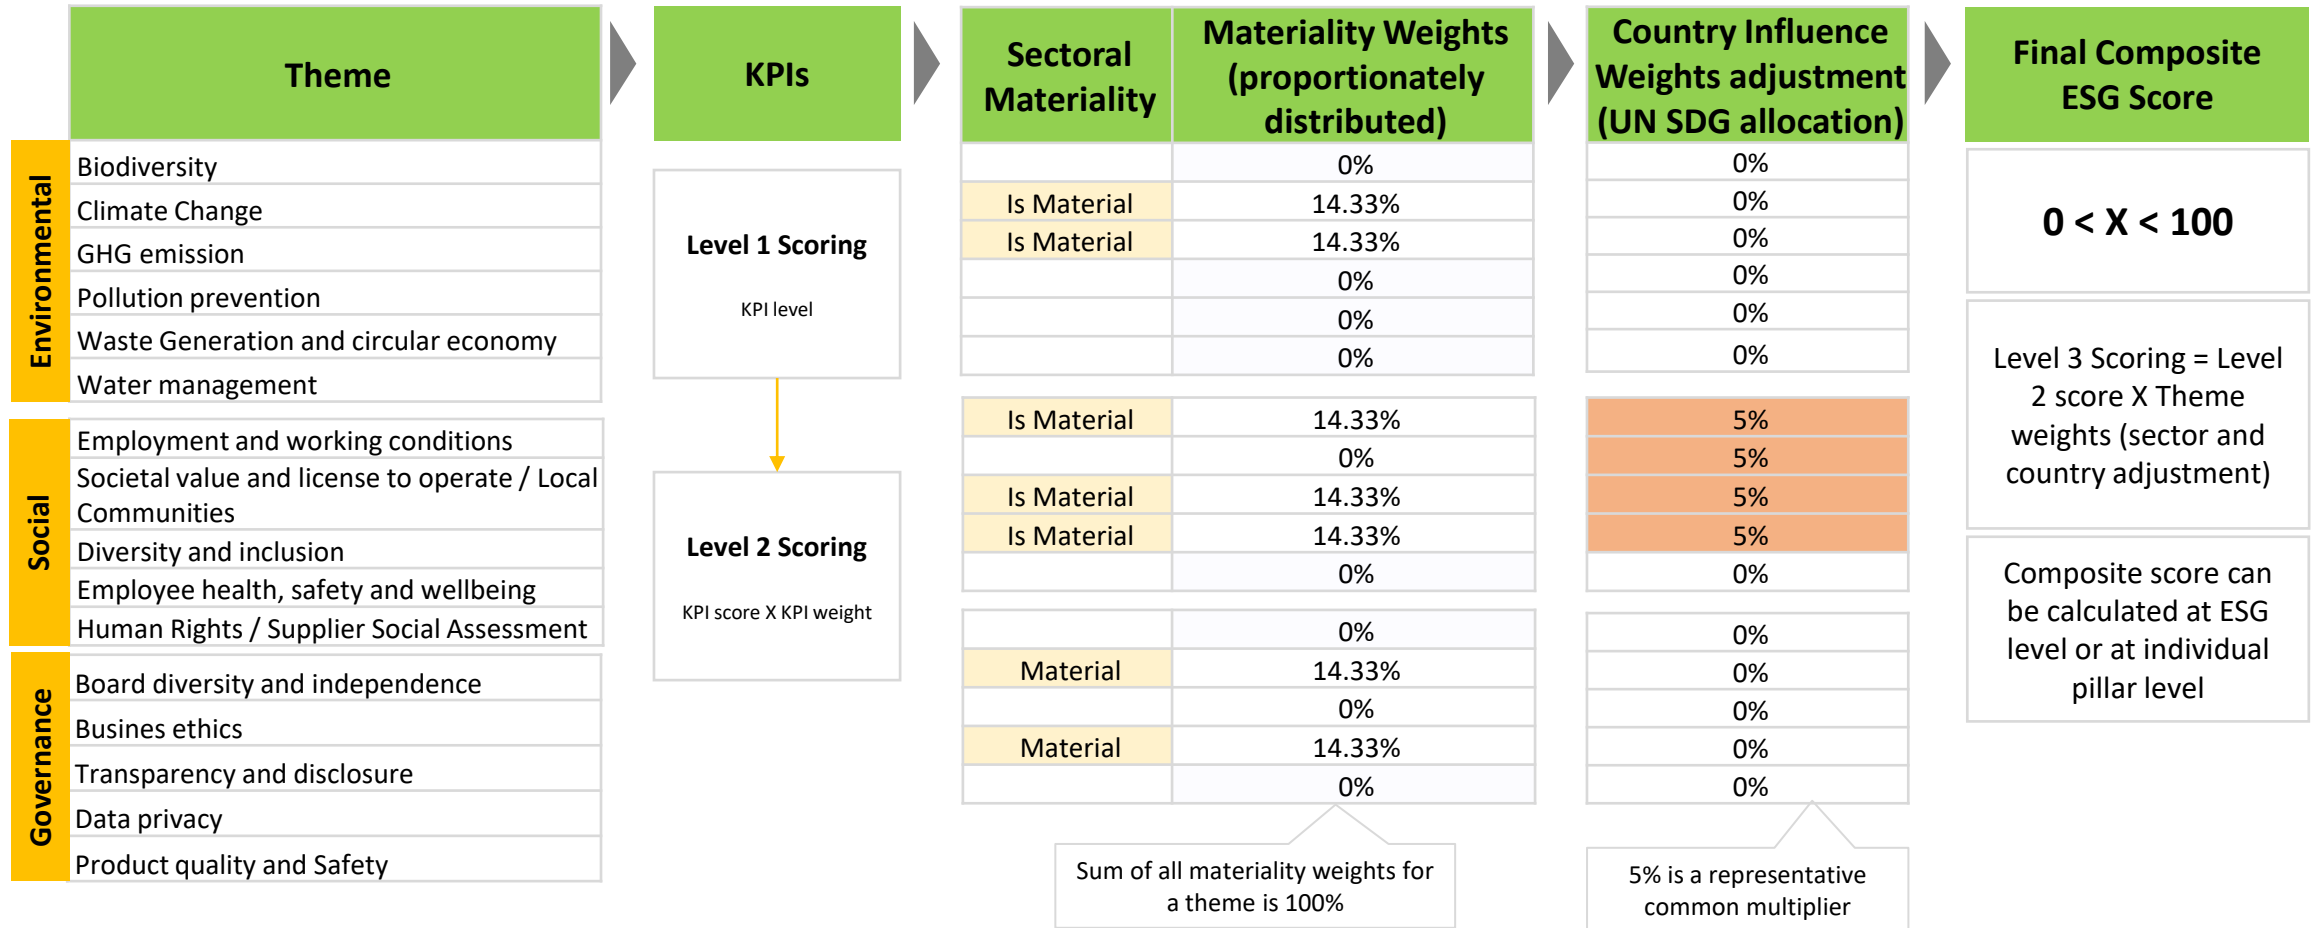 Theme
KPIs
Sectoral
Materiality
Materiality Weights
(proportionately
distributed)
Country Influence
Weights adjustment
(UN SDG allocation)
Final Composite
ESG Score
Environmental
Biodiversity
Climate Change
GHG emission
Pollution prevention
Waste Generation and circular economy
Water management
Social
Employment and working conditions
Societal value and license to operate / Local
Communities
Diversity and inclusion
Employee health, safety and wellbeing
Human Rights / Supplier Social Assessment
Governance
Board diversity and independence
Busines ethics
Transparency and disclosure
Data privacy
Product quality and Safety
Level 1 Scoring
KPI level
Level 2 Scoring
KPI score X KPI weight
0%
Is Material 14.33%
Is Material 14.33%
0%
0%
0%
Is Material 14.33%
0%
Is Material 14.33%
Is Material 14.33%
0%
0%
Material 14.33%
0%
Material 14.33%
0%
Sum of all materiality weights for
a theme is 100%
0%
0%
0%
0%
0%
0%
5%
5%
5%
5%
0%
0%
0%
0%
0%
0%
5% is a representative
common multiplier
0 < X < 100
Level 3 Scoring = Level
2 score X Theme
weights (sector and
country adjustment)
Composite score can
be calculated at ESG
level or at individual
pillar level